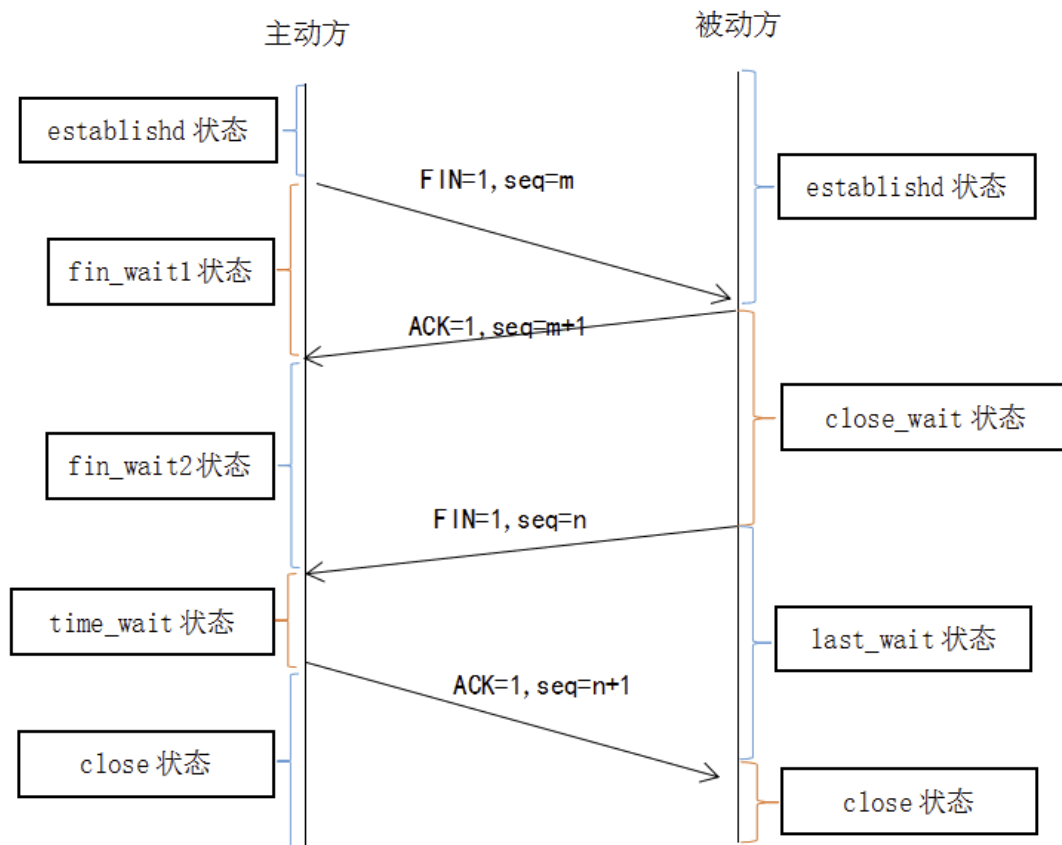 主动方
被动方
establishd 状态
FIN=1,seq=m
establishd 状态
fin_wait1 状态
ACK=1,seq=m+1
close_wait 状态
fin_wait2 状态
FIN=1,seq=n
time_wait 状态
last_wait 状态
ACK=1,seq=n+1
close 状态
close 状态